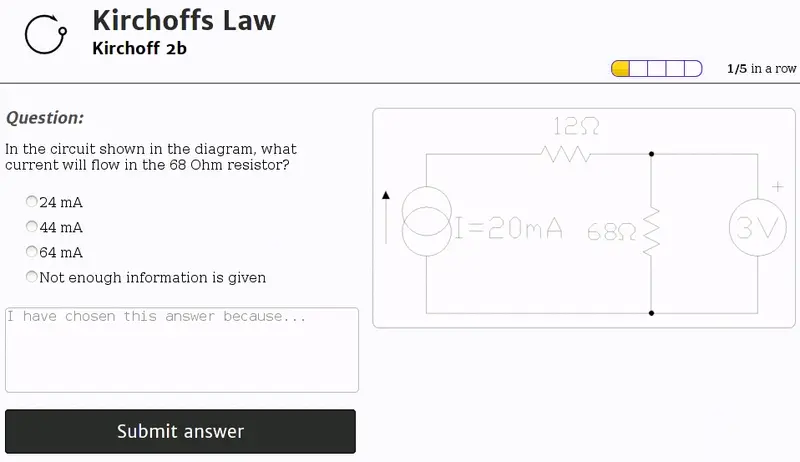 Kirchoffs Law
Kirchoff 2b
1/5 in a row
Question:
In the circuit shown in the diagram, what
current will flow in the 68 Ohm resistor?
24 mA
44 mA
64 mA
Not enough information is given
I have chosen this answer because...
Submit answer
12Ω
I=20mA
68Ω
+
3V